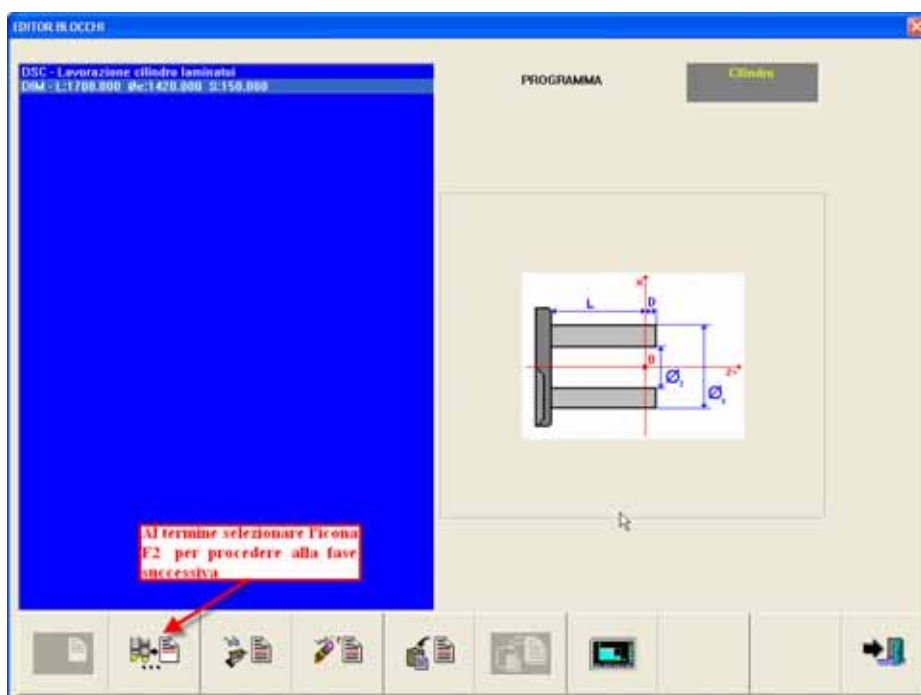 EDITOR BLOCCHI
DSC - Lavorazione cilindro laminatoi
DIM - L:1700.000 Øe:1420.000 S:150.000
PROGRAMMA
Cilindro
X+
L
D
0
Z+
Ø
Ø
Al termine selezionare l'icona
F2 per procedere alla fase
successiva